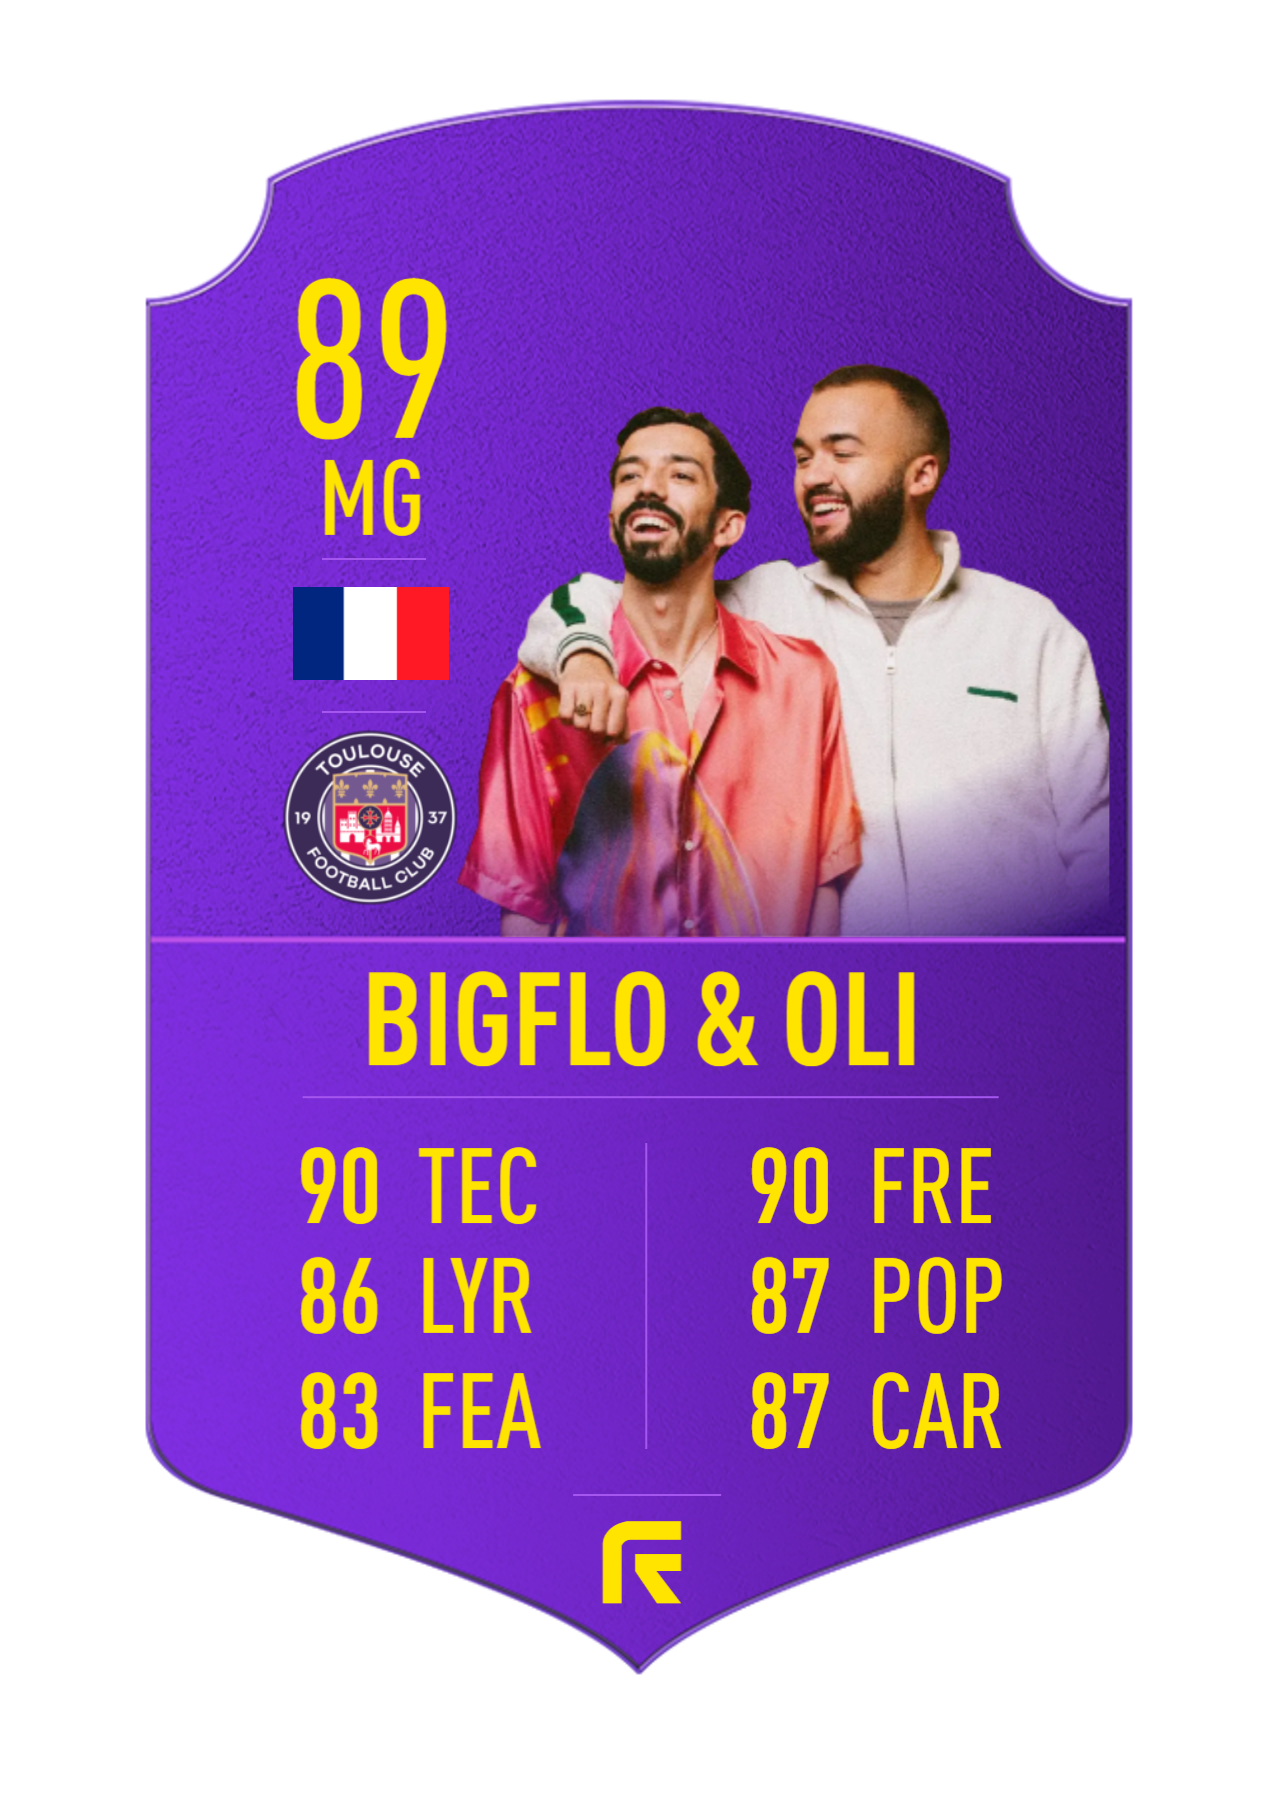 89
MG
TOULOUSE
19 37
FOOTBALL CLUB
BIGFLO & OLI
90 TEC 90 FRE
86 LYR 87 POP
83 FEA 87 CAR